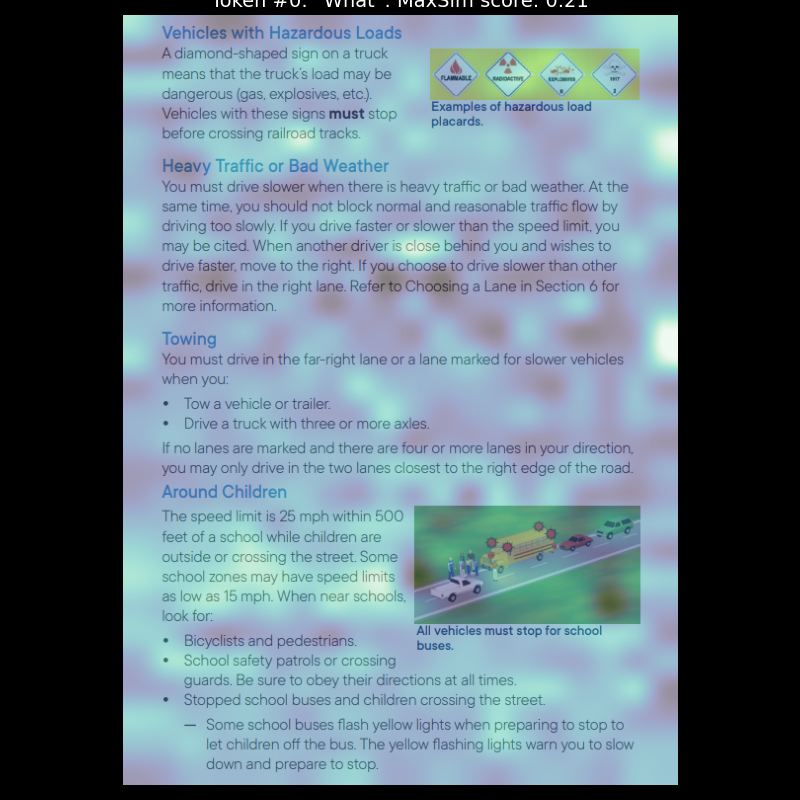 Token #0: "What". MaxSim score: 0.21
Vehicles with Hazardous Loads
A diamond-shaped sign on a truck
means that the truck's load may be
dangerous (gas, explosives, etc.).
Vehicles with these signs must stop
before crossing railroad tracks.
FLAMMABLE
RADIOACTIVE
EXPLOSIVES
Examples of hazardous load
placards.
Heavy Traffic or Bad Weather
You must drive slower when there is heavy traffic or bad weather. At the
same time, you should not block normal and reasonable traffic flow by
driving too slowly. If you drive faster or slower than the speed limit, you
may be cited. When another driver is close behind you and wishes to
drive faster, move to the right. If you choose to drive slower than other
traffic, drive in the right lane. Refer to Choosing a Lane in Section 6 for
more information.
Towing
You must drive in the far-right lane or a lane marked for slower vehicles
when you:
• Tow a vehicle or trailer.
• Drive a truck with three or more axles.
If no lanes are marked and there are four or more lanes in your direction,
you may only drive in the two lanes closest to the right edge of the road.
Around Children
The speed limit is 25 mph within 500
feet of a school while children are
outside or crossing the street. Some
school zones may have speed limits
as low as 15 mph. When near schools,
look for:
• Bicyclists and pedestrians.
• School safety patrols or crossing
guards. Be sure to obey their directions at all times.
• Stopped school buses and children crossing the street.
— Some school buses flash yellow lights when preparing to stop to
let children off the bus. The yellow flashing lights warn you to slow
down and prepare to stop.
All vehicles must stop for school
buses.